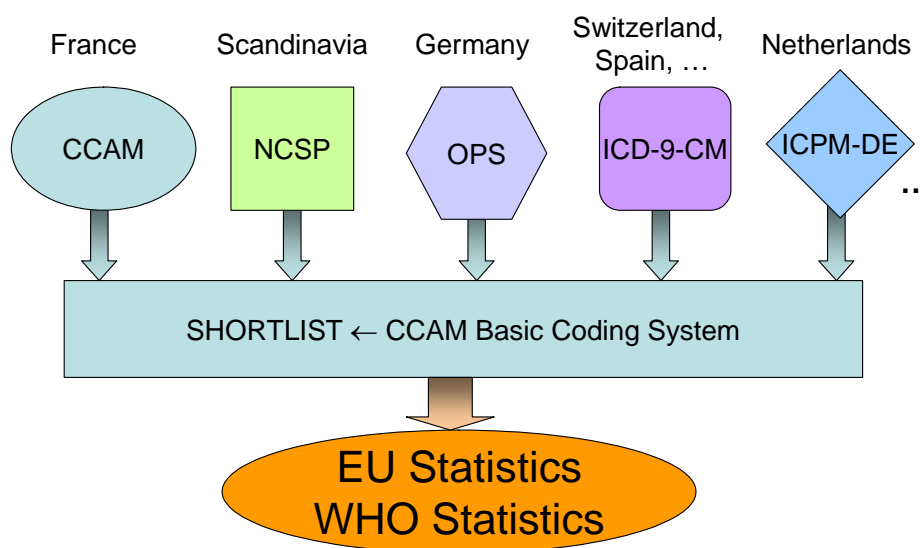 France
Scandinavia
Germany
Switzerland,
Spain, …
Netherlands
CCAM
NCSP
OPS
ICD-9-CM
ICPM-DE
..
SHORTLIST ← CCAM Basic Coding System
EU Statistics
WHO Statistics